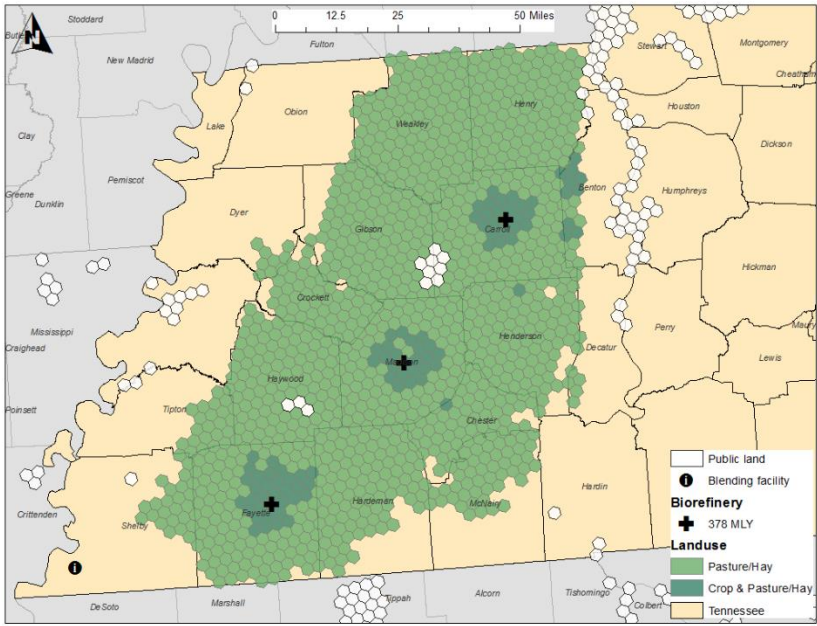 0 12.5 25 50 Miles
N
Stoddard
Fulton
New Madrid
Stewart
Montgomery
Clay
Lake
Obion
Weakley
Henry
Houston
Dickson
Pemiscot
Greene
Dunklin
Dyer
Gibson
Carroll
Benton
Humphreys
Hickman
Crockett
Mississippi
Craighead
Henderson
Decatur
Perry
Maury
Lewis
Haywood
Poinsett
Tipton
Chester
Crittenden
Shelby
Fayette
Hardeman
McNairy
Hardin
DeSoto
Marshall
Tippah
Alcorn
Tishomingo
Colbert
Public land
Blending facility
Biorefinery
378 MLY
Landuse
Pasture/Hay
Crop & Pasture/Hay
Tennessee